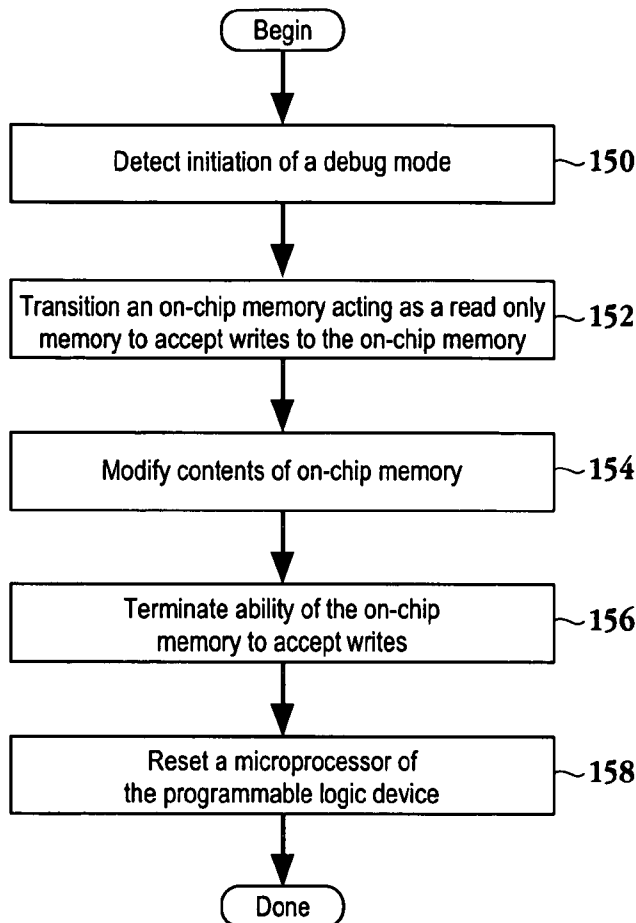 Begin
Detect initiation of a debug mode
150
Transition an on-chip memory acting as a read only
memory to accept writes to the on-chip memory
152
Modify contents of on-chip memory
154
Terminate ability of the on-chip
memory to accept writes
156
Reset a microprocessor of
the programmable logic device
158
Done